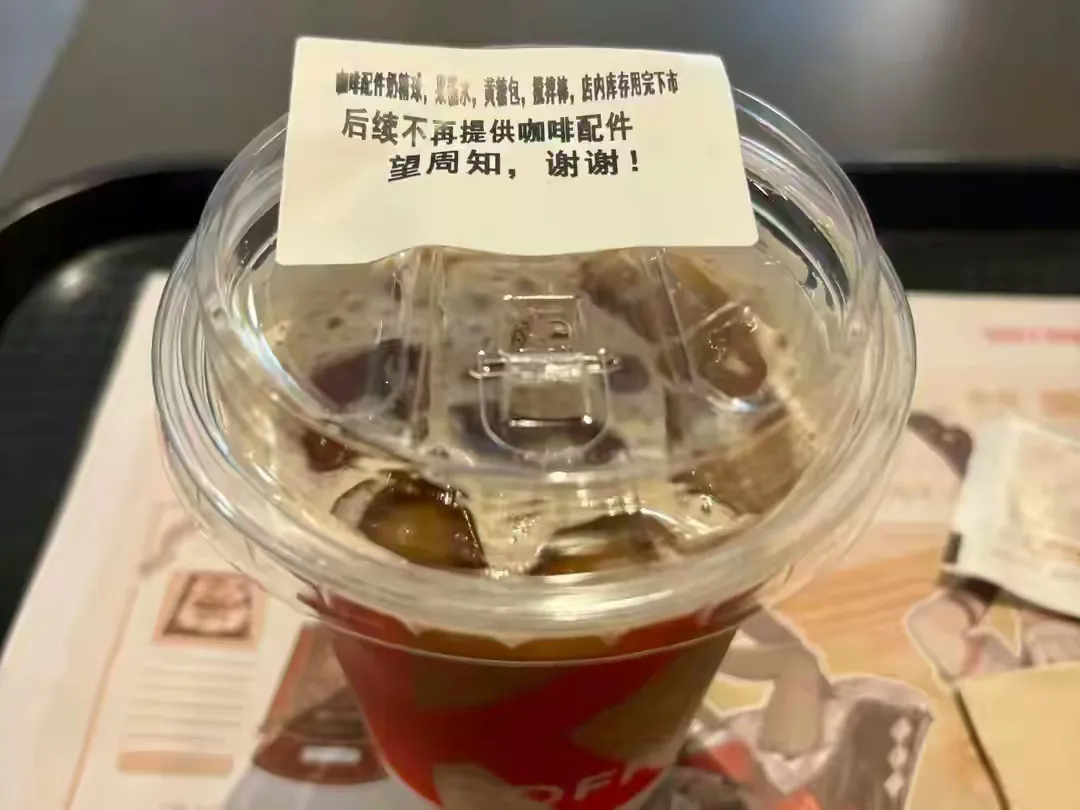 咖啡配件奶精球，果糖水，黄糖包，搅拌棒，店内库存用完下市
后续不再提供咖啡配件
望周知，谢谢！